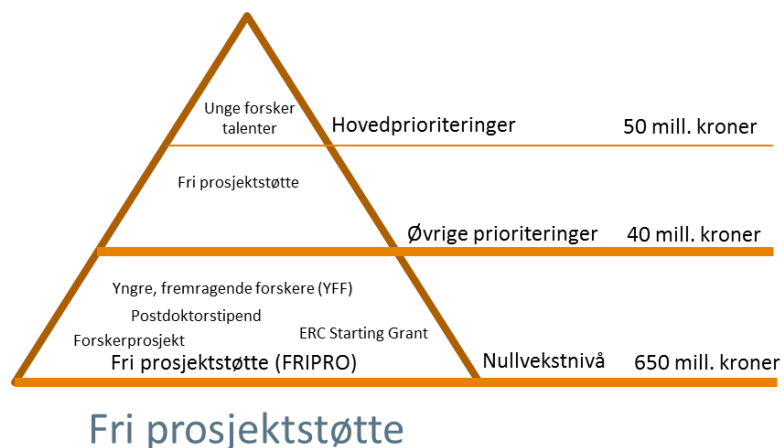 Unge forsker
talenter
Hovedprioriteringer 50 mill. kroner
Fri prosjektstøtte
Øvrige prioriteringer 40 mill. kroner
Yngre, fremragende forskere (YFF)
Postdoktorstipend
ERC Starting Grant
Forskerprosjekt
Fri prosjektstøtte (FRIPRO)
Nullvekstnivå 650 mill. kroner
Fri prosjektstøtte